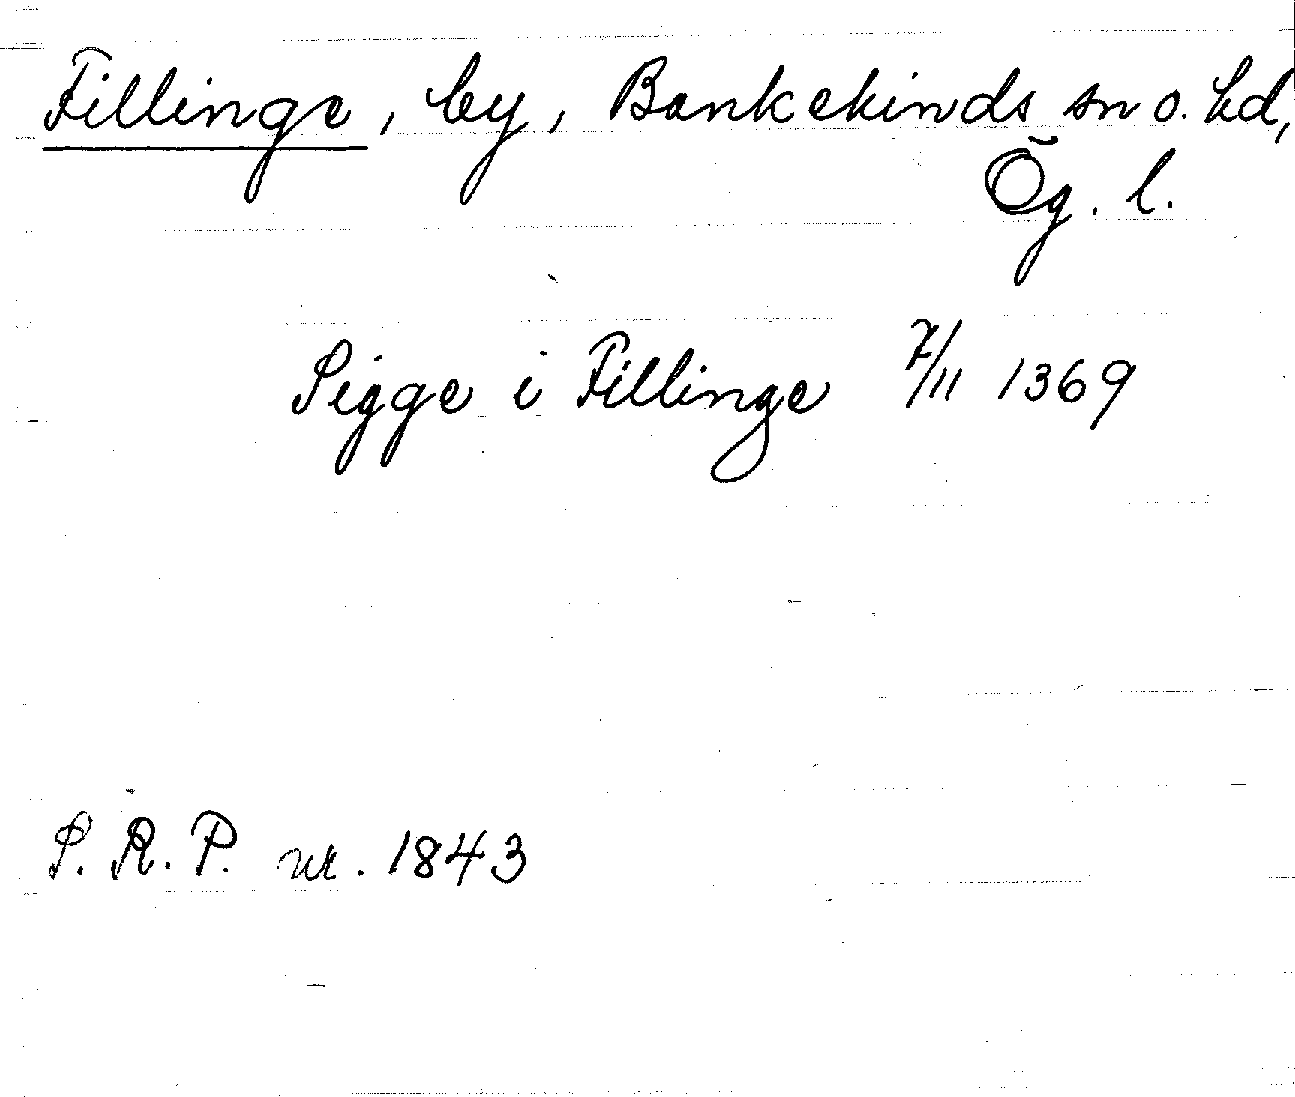 Fillinge, by, Bankekinds sn o. hd,
Ög. l.
Sigge i Fillinge 7/11 1369
S. R. P. nr. 1843